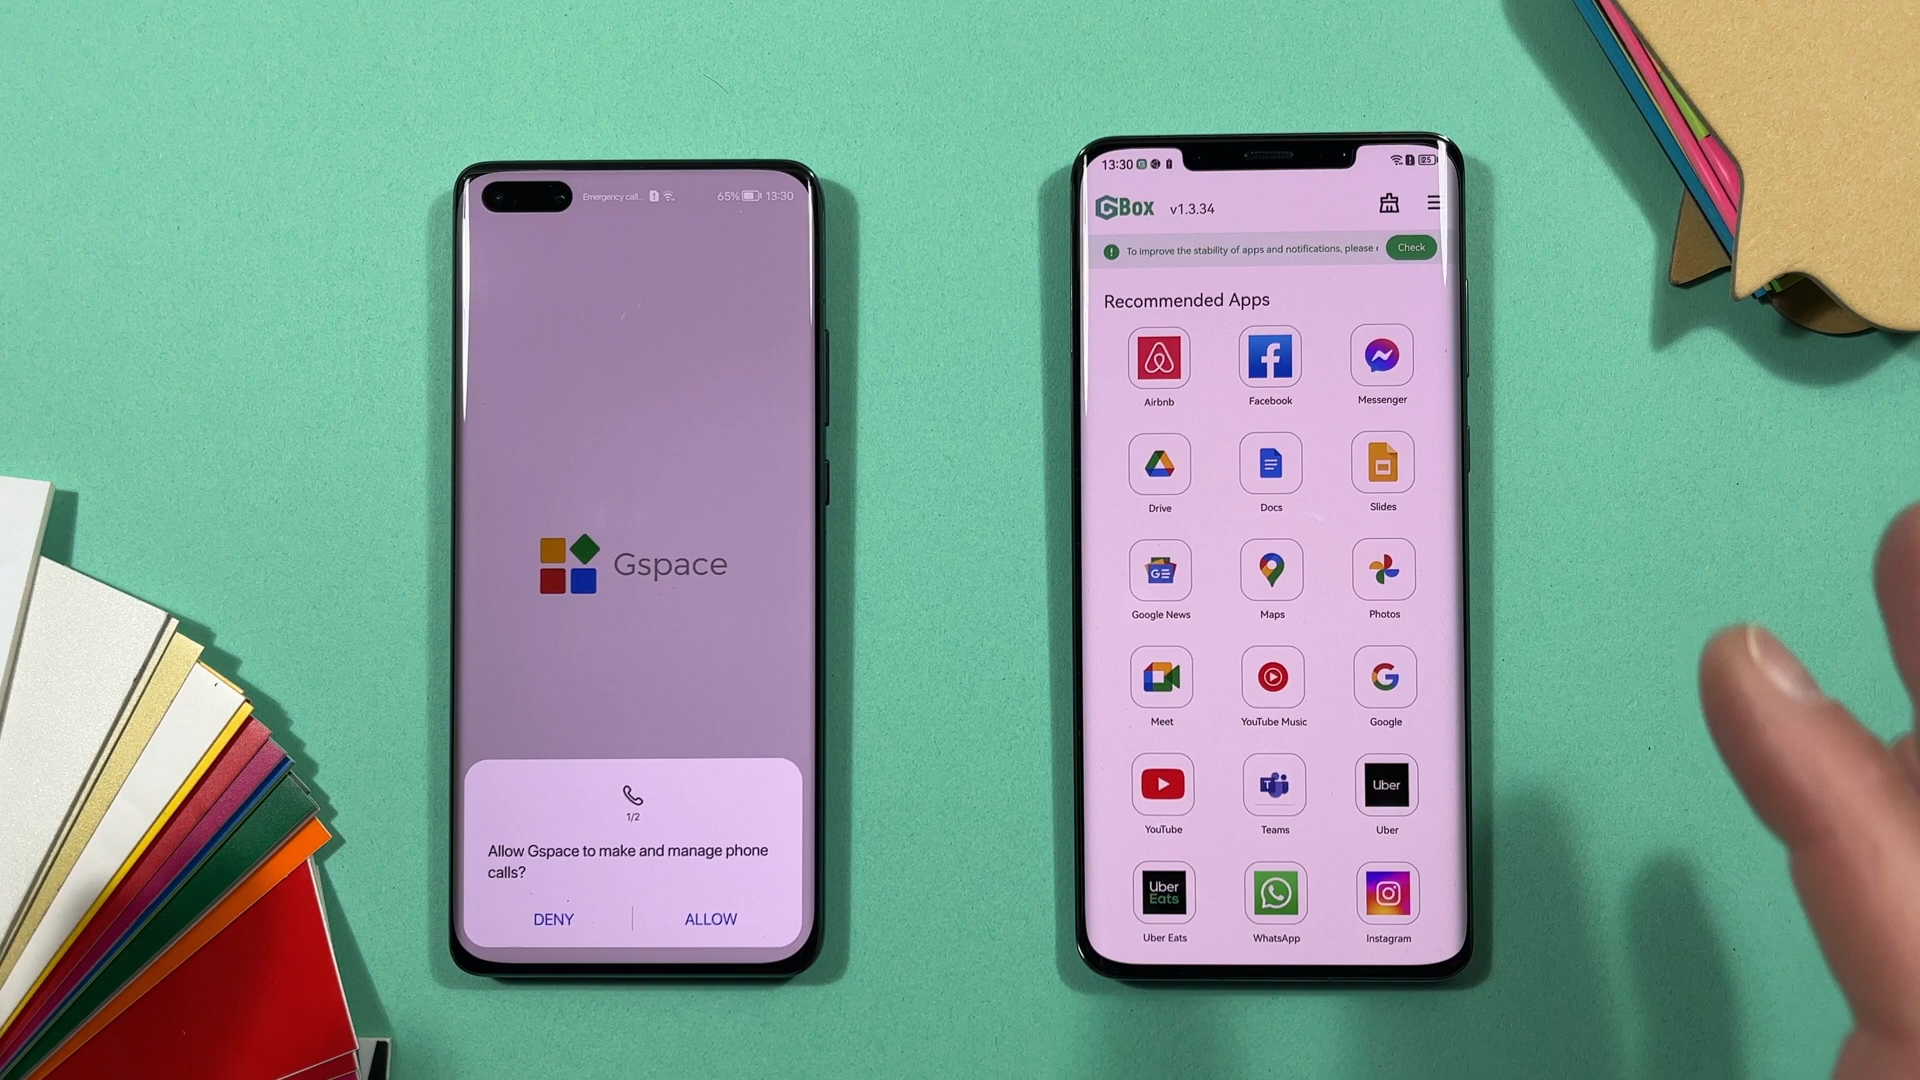 Emergency call...
65%
13:30
Gspace
1/2
Allow Gspace to make and manage phone
calls?
DENY
ALLOW
13:30
25
GBox
v1.3.34
To improve the stability of apps and notifications, please
Check
Recommended Apps
Airbnb
Facebook
Messenger
Drive
Docs
Slides
Google News
Maps
Photos
Meet
YouTube Music
Google
YouTube
Teams
Uber
Uber
Uber
Eats
Uber Eats
WhatsApp
Instagram